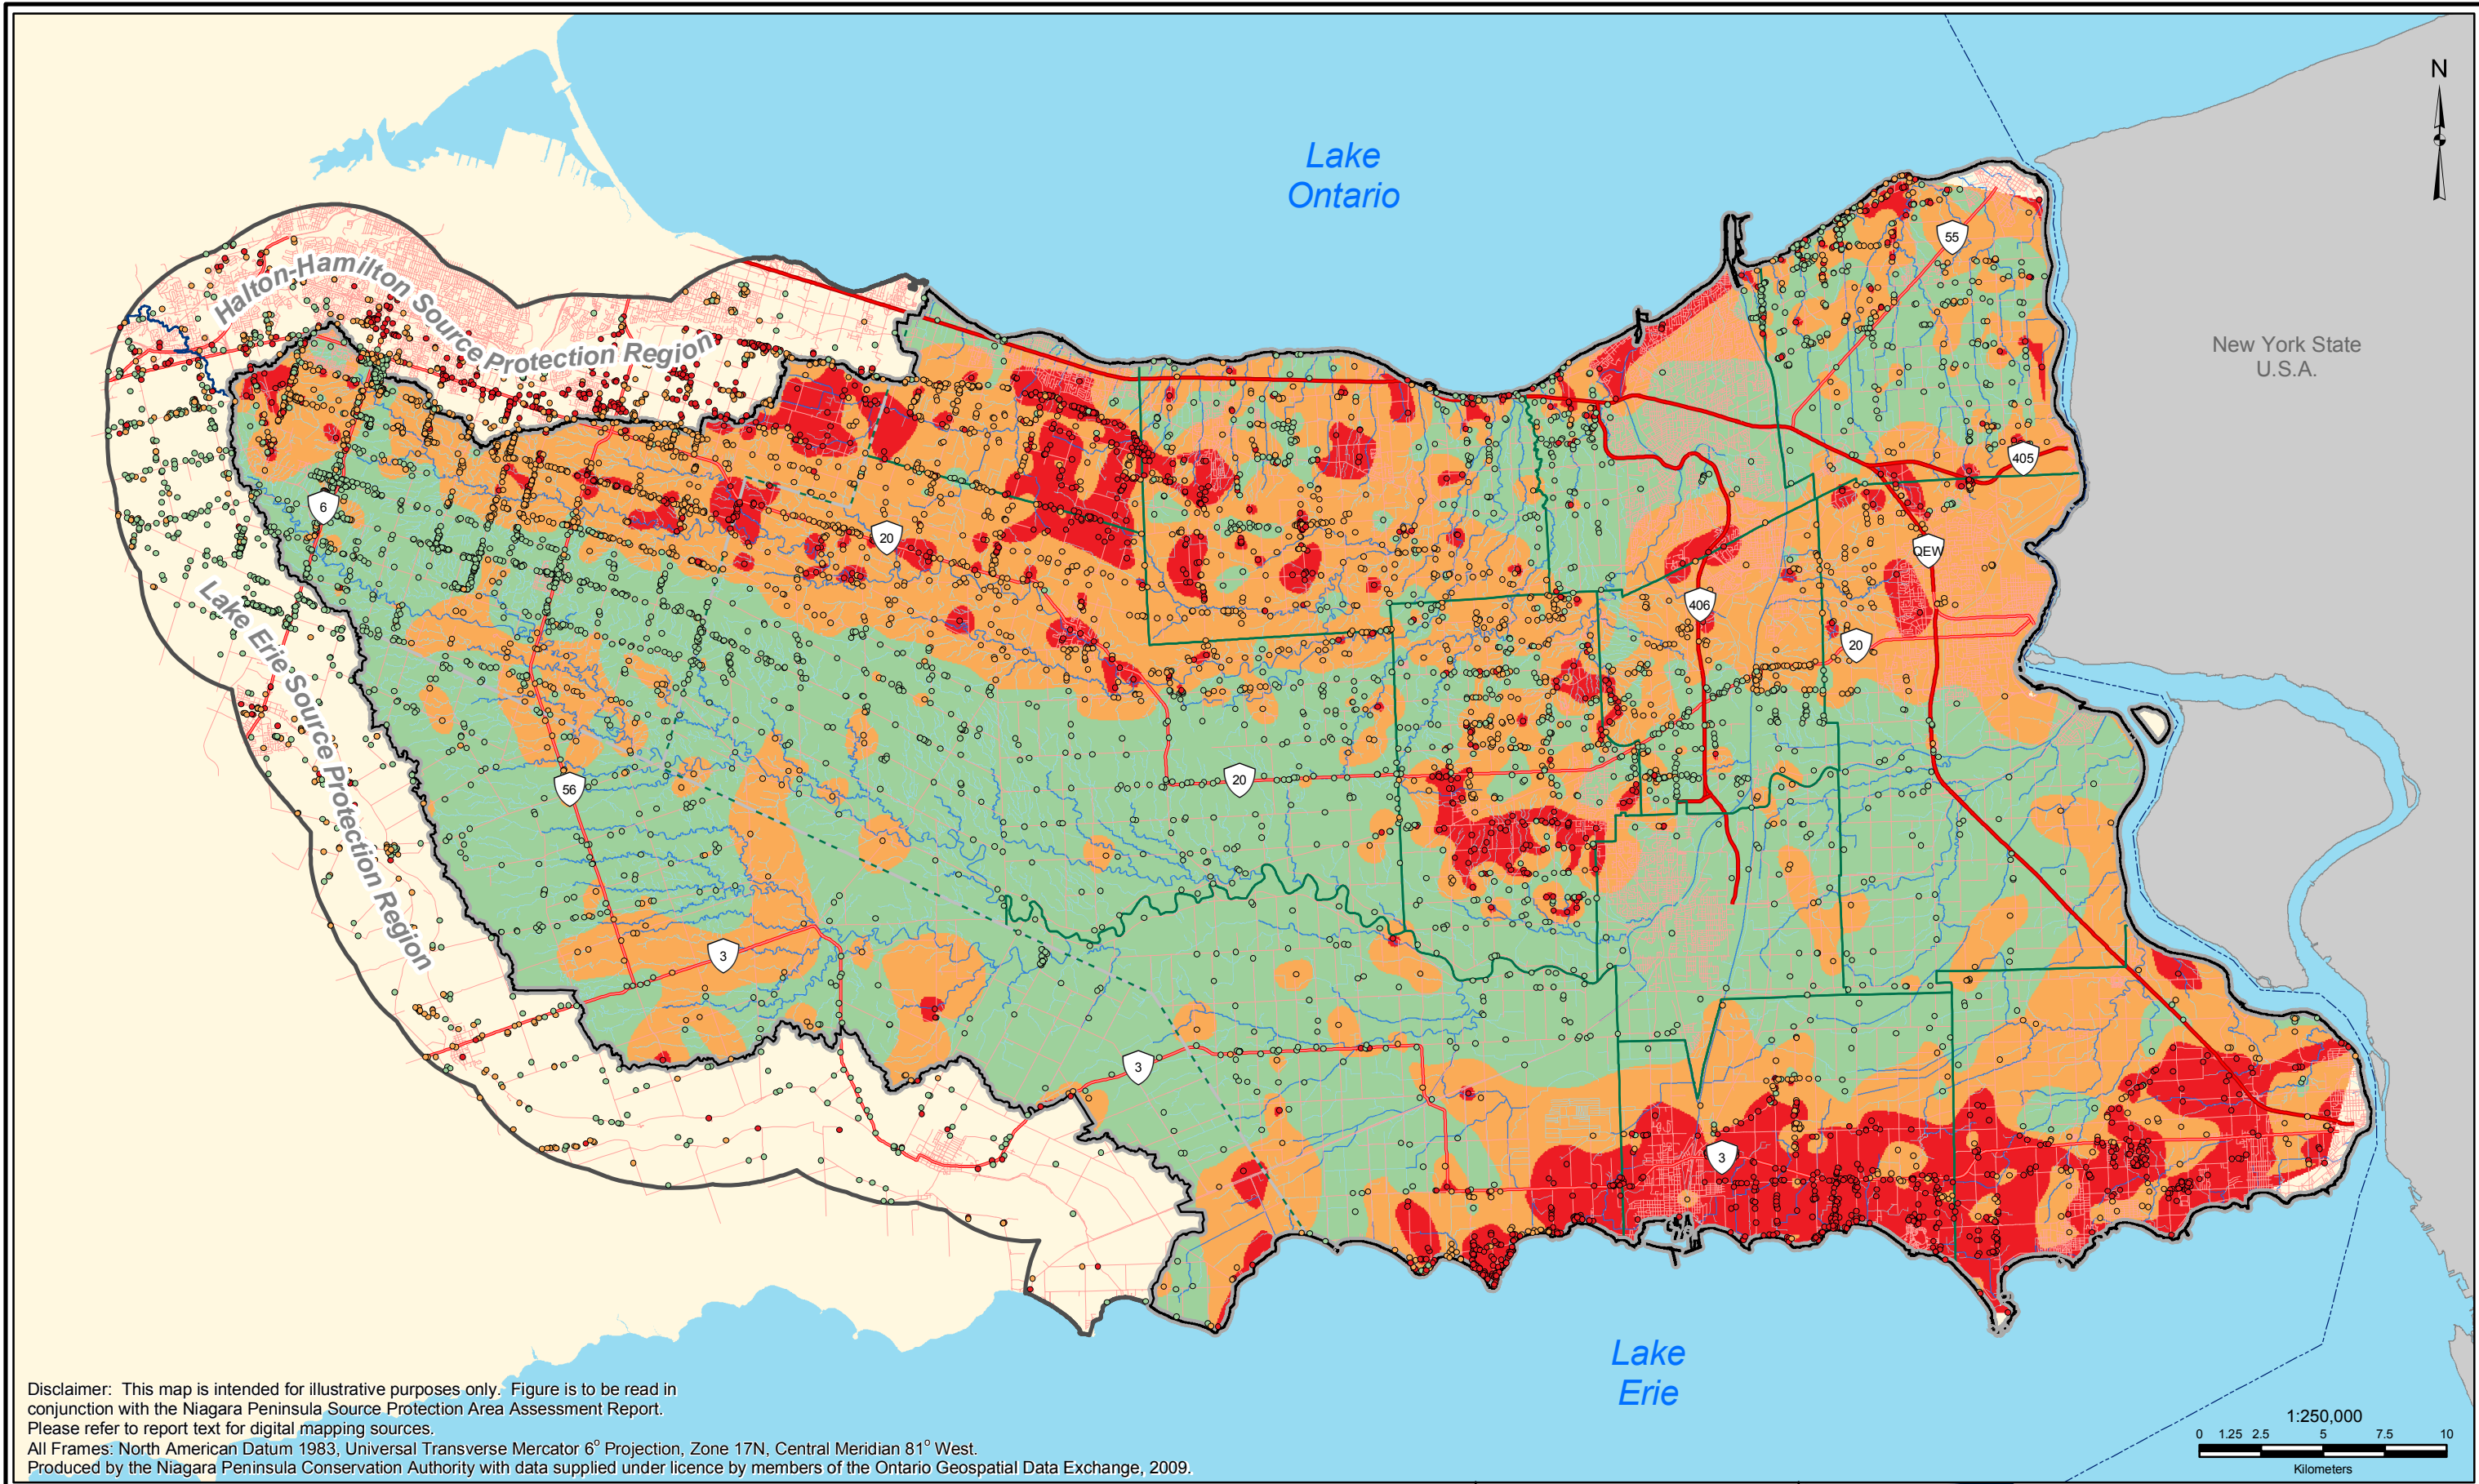 N
Lake
Ontario
55
New York State
U.S.A.
Halton-Hamilton Source Protection Region
405
6
20
QEW
406
20
Lake Erie Source Protection Region
56
20
3
3
3
Lake
Erie
Disclaimer: This map is intended for illustrative purposes only. Figure is to be read in
conjunction with the Niagara Peninsula Source Protection Area Assessment Report.
Please refer to report text for digital mapping sources.
All Frames: North American Datum 1983, Universal Transverse Mercator 6° Projection, Zone 17N, Central Meridian 81° West.
Produced by the Niagara Peninsula Conservation Authority with data supplied under licence by members of the Ontario Geospatial Data Exchange, 2009.
1:250,000
0 1.25 2.5 5 7.5 10
Kilometers